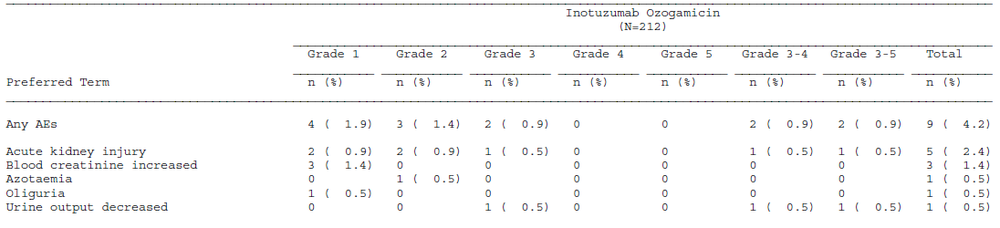 Inotuzumab Ozogamicin
(N=212)
Grade 1 Grade 2 Grade 3 Grade 4 Grade 5 Grade 3-4 Grade 3-5 Total
Preferred Term n (%) n (%) n (%) n (%) n (%) n (%) n (%) n (%)
Any AEs 4 ( 1.9) 3 ( 1.4) 2 ( 0.9) 0 0 2 ( 0.9) 2 ( 0.9) 9 ( 4.2)
Acute kidney injury 2 ( 0.9) 2 ( 0.9) 1 ( 0.5) 0 0 1 ( 0.5) 1 ( 0.5) 5 ( 2.4)
Blood creatinine increased 3 ( 1.4) 0 0 0 0 0 0 3 ( 1.4)
Azotaemia 0 1 ( 0.5) 0 0 0 0 0 1 ( 0.5)
Oliguria 1 ( 0.5) 0 0 0 0 0 0 1 ( 0.5)
Urine output decreased 0 0 1 ( 0.5) 0 0 1 ( 0.5) 1 ( 0.5) 1 ( 0.5)